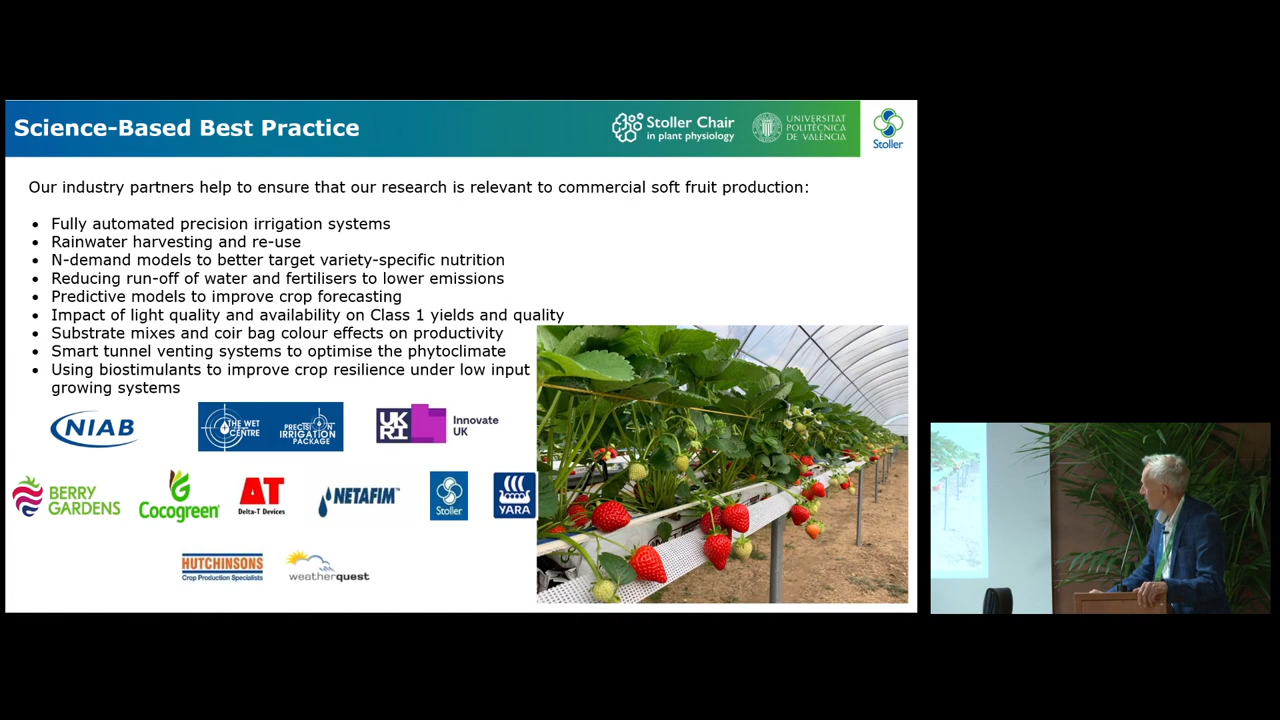 Science-Based Best Practice
Stoller Chair
in plant physiology
UNIVERSITAT
POLITÈCNICA
DE VALÈNCIA
Stoller
Our industry partners help to ensure that our research is relevant to commercial soft fruit production:
• Fully automated precision irrigation systems
• Rainwater harvesting and re-use
• N-demand models to better target variety-specific nutrition
• Reducing run-off of water and fertilisers to lower emissions
• Predictive models to improve crop forecasting
• Impact of light quality and availability on Class 1 yields and quality
• Substrate mixes and coir bag colour effects on productivity
• Smart tunnel venting systems to optimise the phytoclimate
• Using biostimulants to improve crop resilience under low input
growing systems
NIAB
THE WET
CENTRE
PRECISION
IRRIGATION
PACKAGE
UK
RI
Innovate
UK
BERRY
GARDENS
Cocogreen
ΔT
Delta-T Devices
NETAFIM™
Stoller
YARA
HUTCHINSONS
Crop Production Specialists
weatherquest